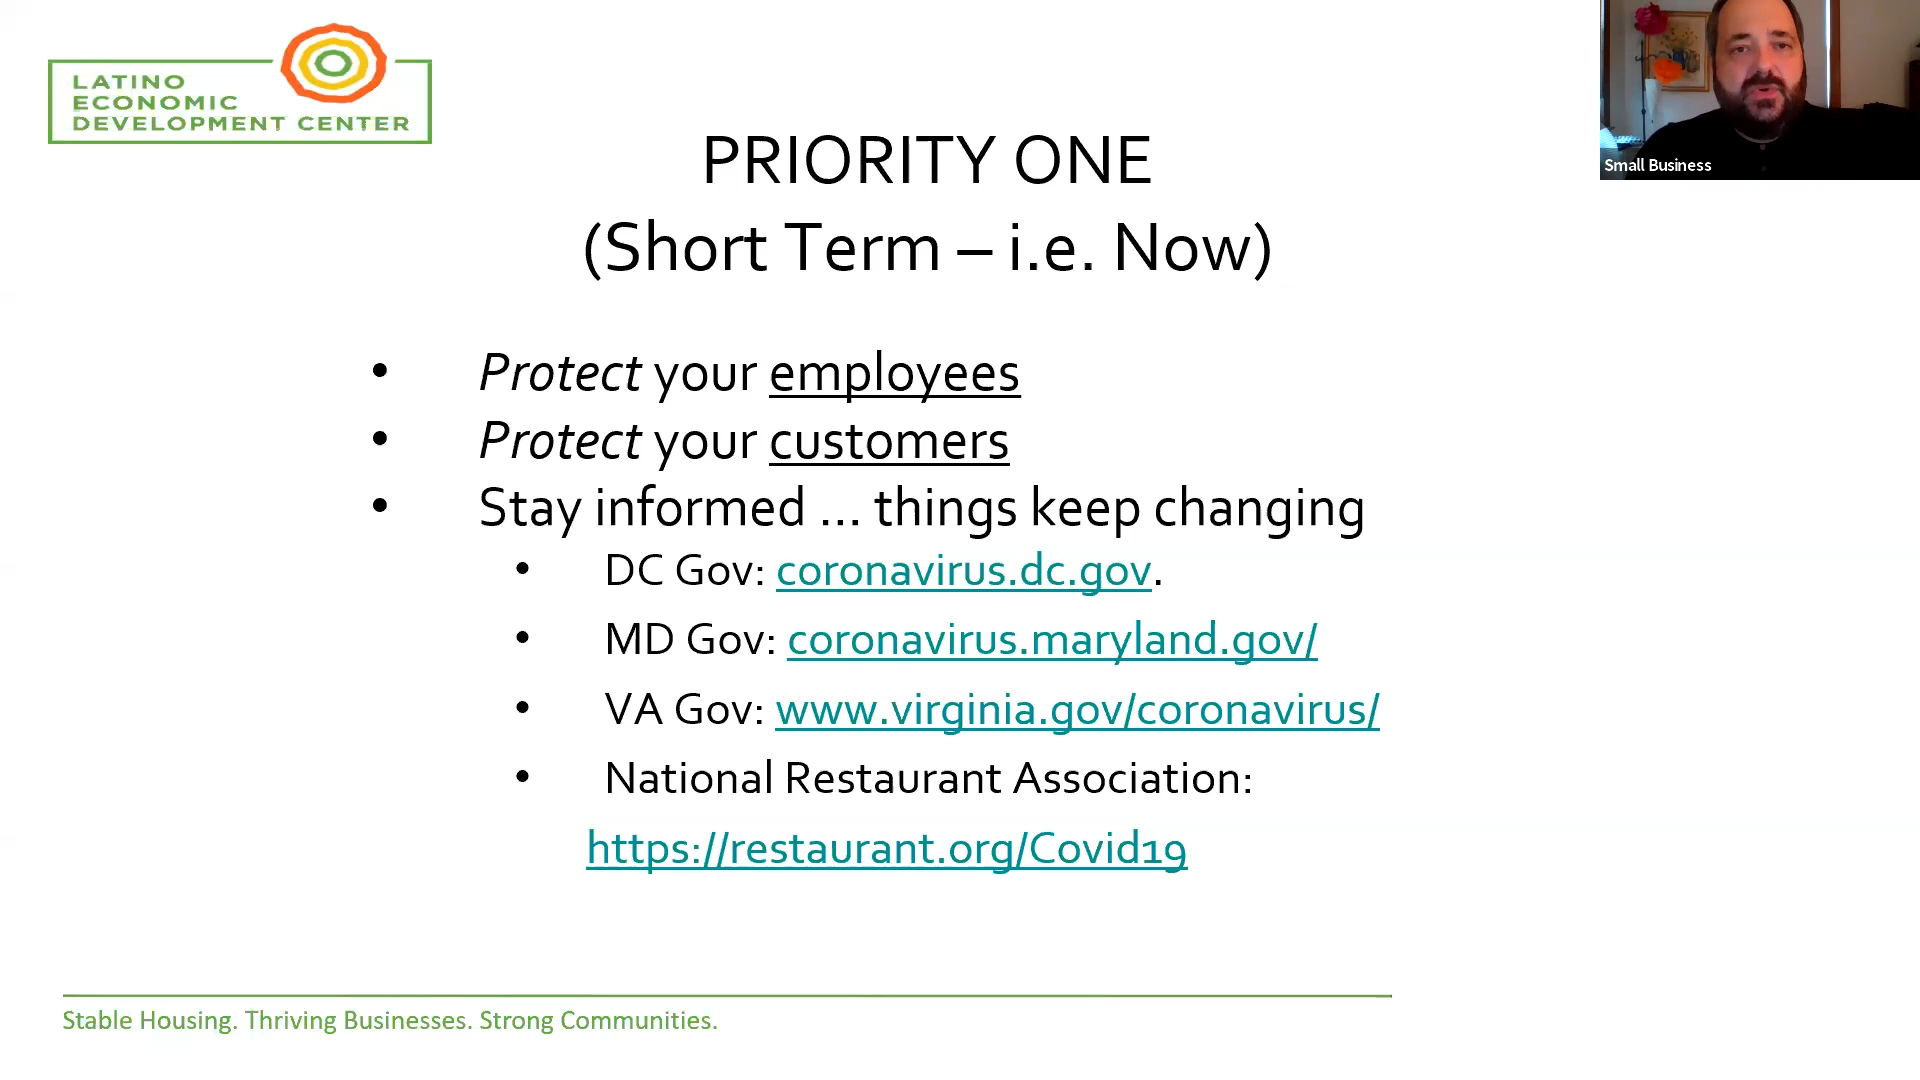 LATINO
ECONOMIC
DEVELOPMENT CENTER
Small Business
PRIORITY ONE
(Short Term – i.e. Now)
• Protect your employees
• Protect your customers
• Stay informed ... things keep changing
• DC Gov: coronavirus.dc.gov.
• MD Gov: coronavirus.maryland.gov/
• VA Gov: www.virginia.gov/coronavirus/
• National Restaurant Association:
https://restaurant.org/Covid19
Stable Housing. Thriving Businesses. Strong Communities.